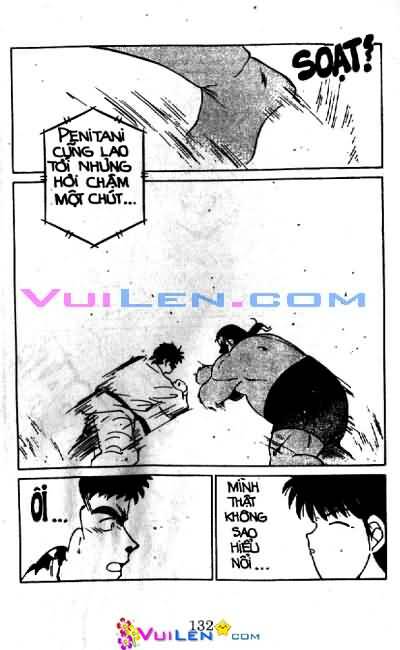 SOẠT!
PENITANI
CŨNG LAO
TỚI NHƯNG
HƠI CHẬM
MỘT CHÚT...
VUILEN.COM
ÔI ...
MÌNH
THẬT
KHÔNG
SAO
HIỂU
NỔI ....
132
VUILEN.COM